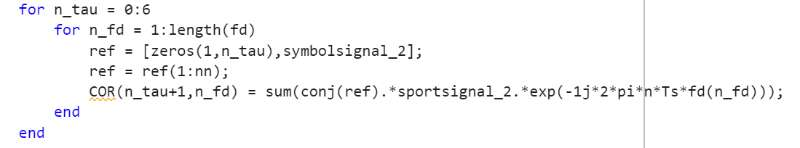 for n_tau = 0:6
for n_fd = 1:length(fd)
ref = [zeros(1,n_tau),symbolsignal_2];
ref = ref(1:nn);
COR(n_tau+1,n_fd) = sum(conj(ref).*sportsignal_2.*exp(-1j*2*pi*n*Ts*fd(n_fd)));
end
end